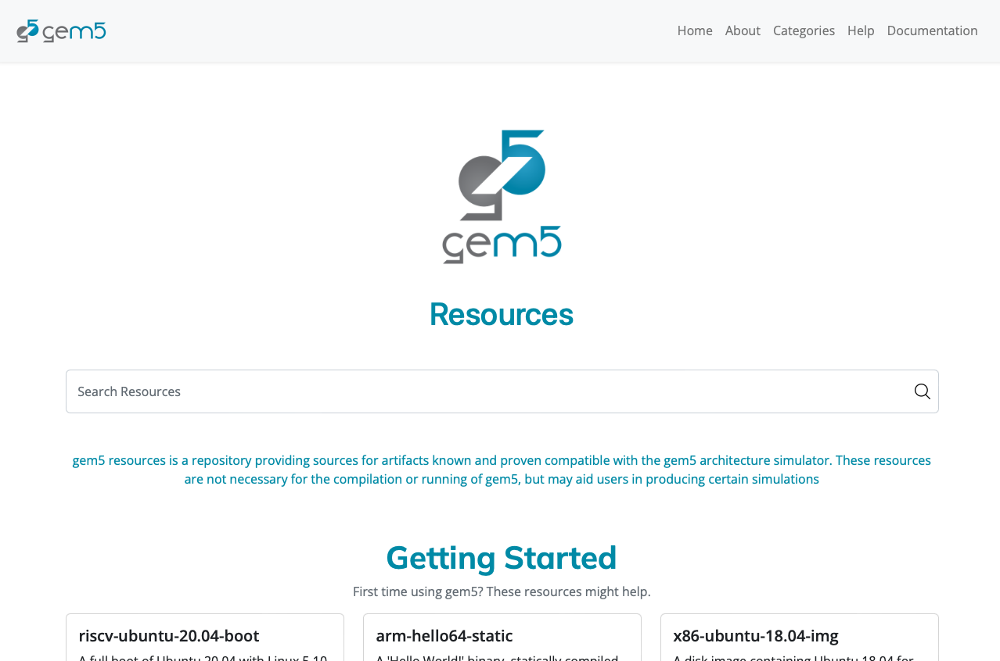 gem5
Home About Categories Help Documentation
gem5
Resources
Search Resources
gem5 resources is a repository providing sources for artifacts known and proven compatible with the gem5 architecture simulator. These resources
are not necessary for the compilation or running of gem5, but may aid users in producing certain simulations
Getting Started
First time using gem5? These resources might help.
riscv-ubuntu-20.04-boot
arm-hello64-static
x86-ubuntu-18.04-img
A full boot of Ubuntu 20.04 with Linux 5.10
A 'Hello World!' binary, statically compiled
A disk image containing Ubuntu 18.04 for